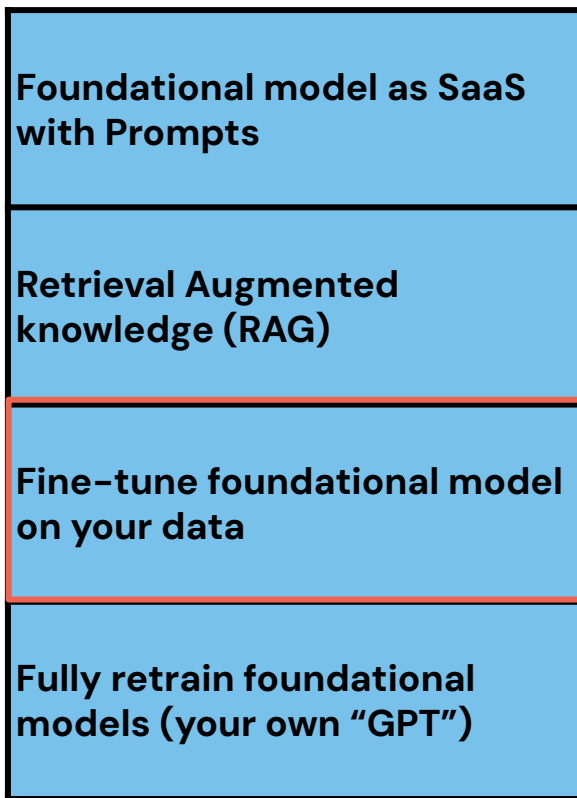 Foundational model as SaaS
with Prompts
Retrieval Augmented
knowledge (RAG)
Fine-tune foundational model
on your data
Fully retrain foundational
models (your own “GPT”)